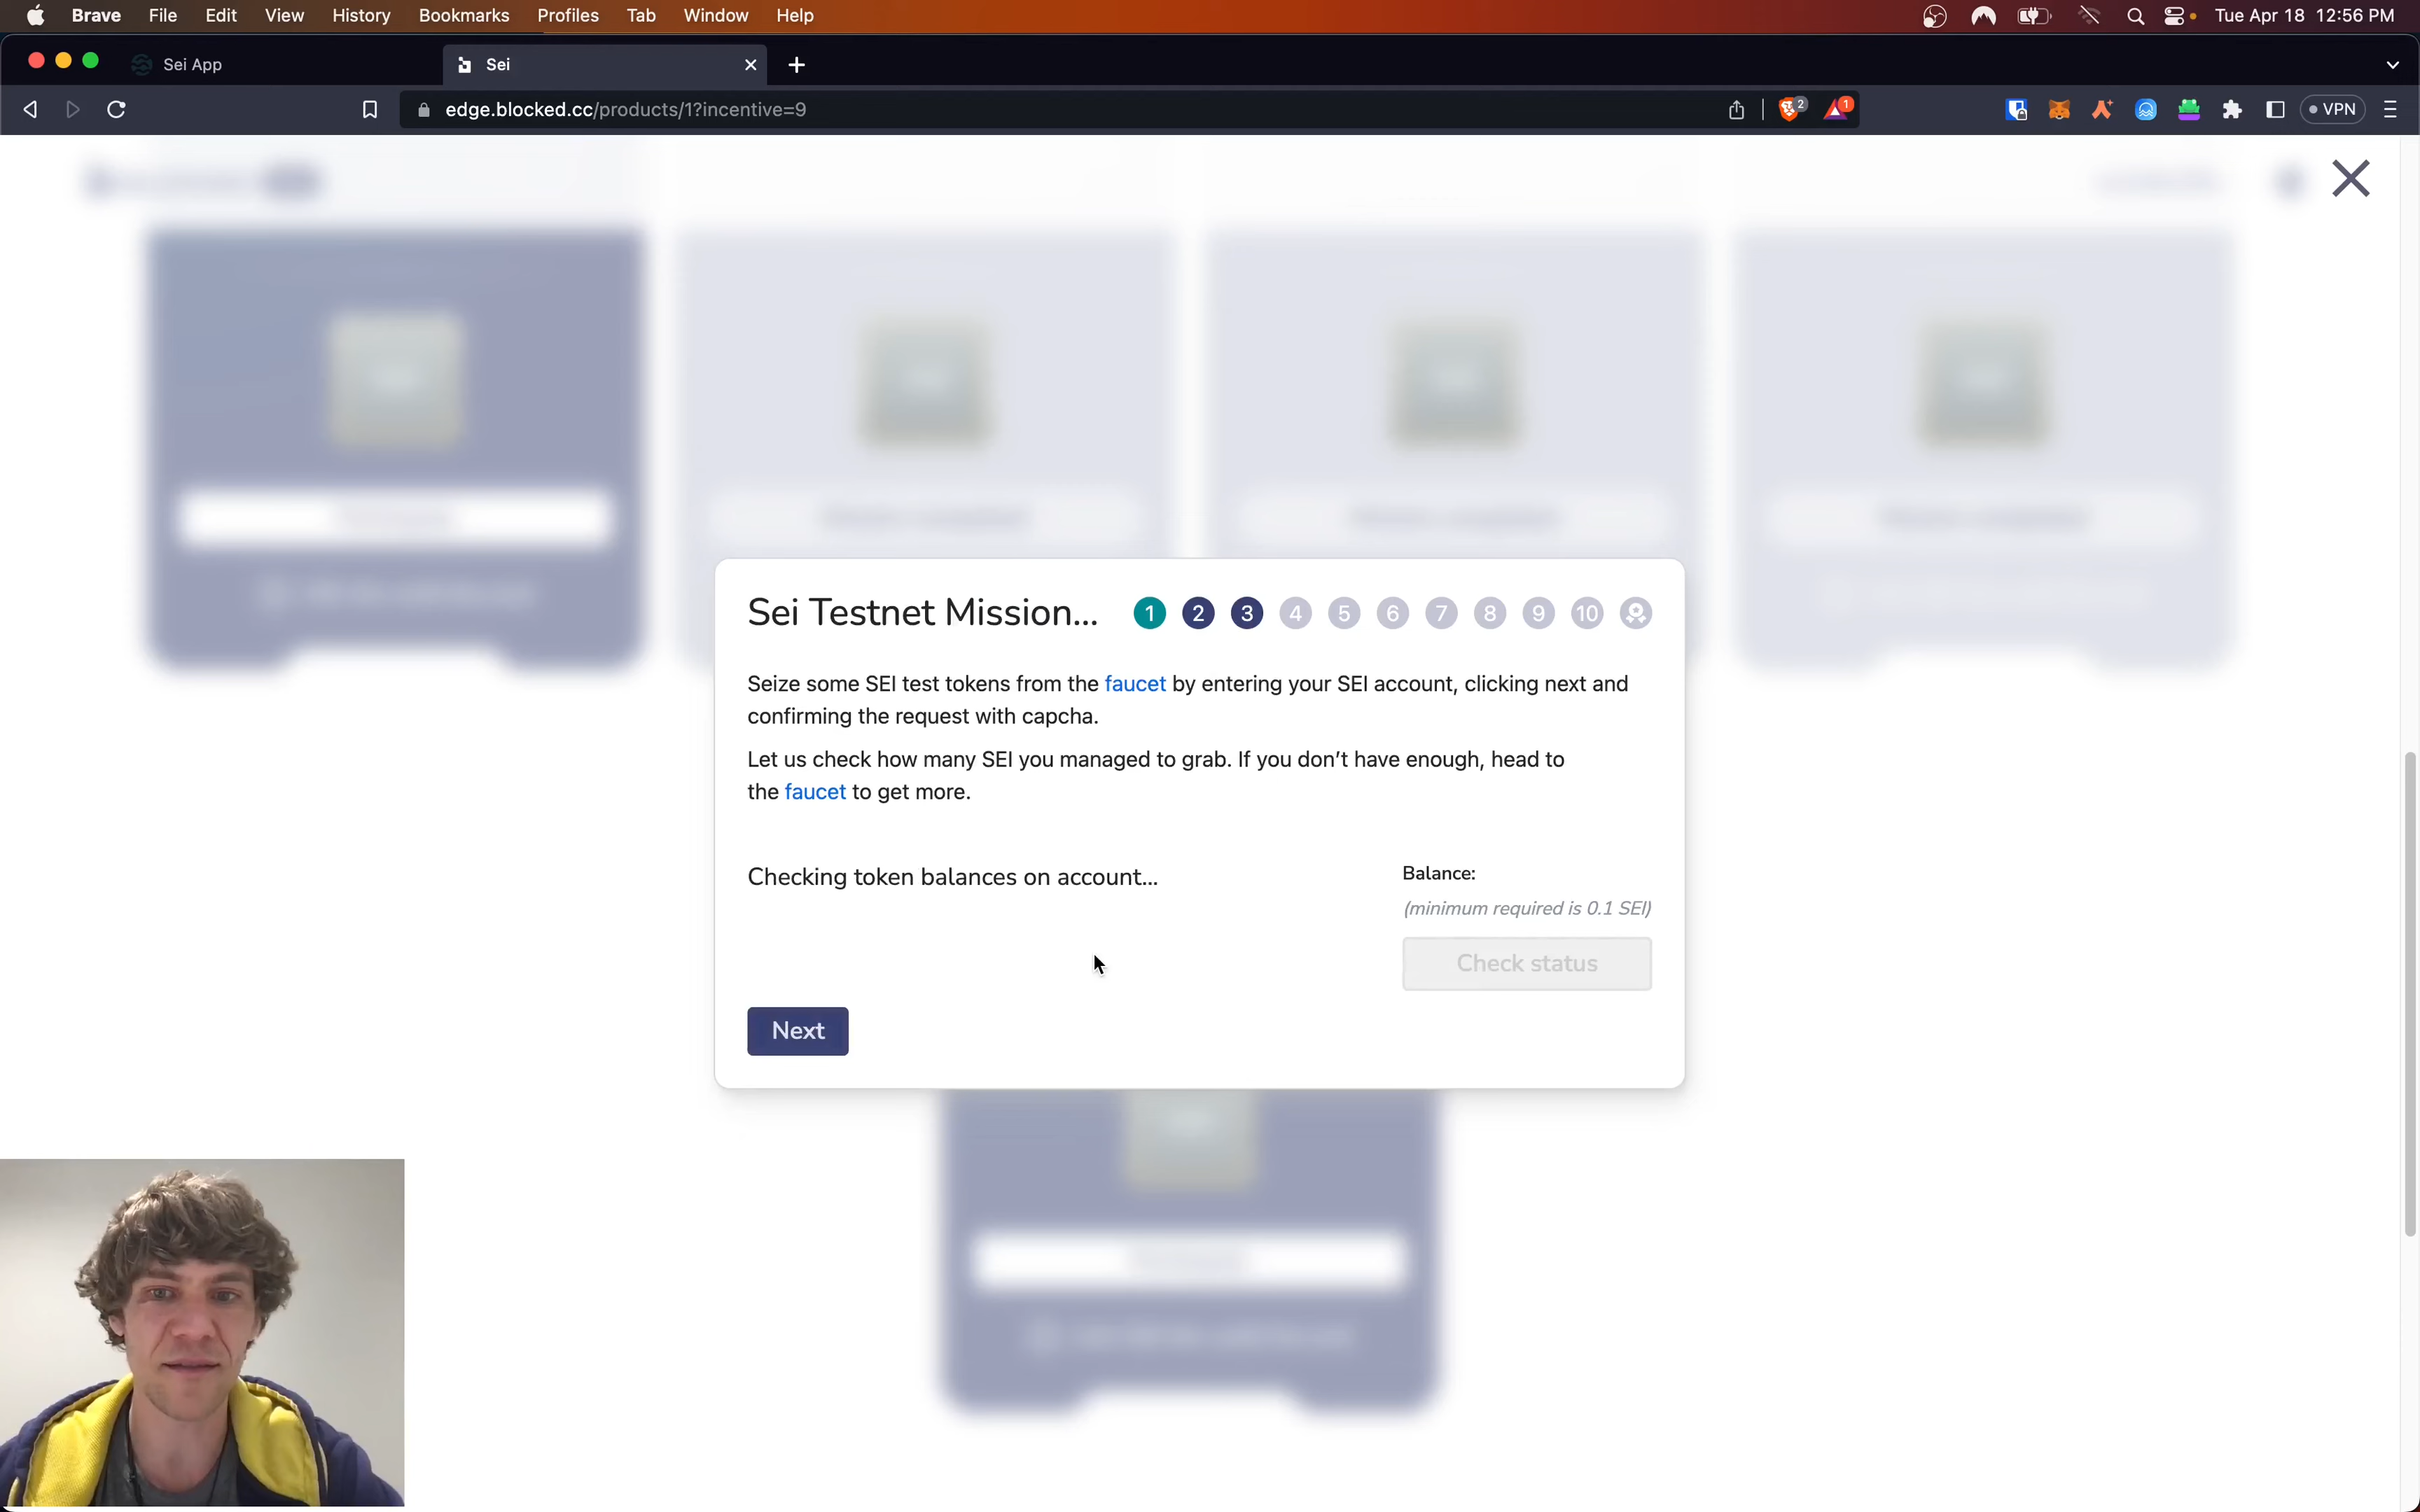 Brave File Edit View History Bookmarks Profiles Tab Window Help Tue Apr 18 12:56 PM
Sei App Sei
edge.blocked.cc/products/1?incentive=9 2 1 VPN
Sei Testnet Mission... 1 2 3 4 5 6 7 8 9 10
Seize some SEI test tokens from the faucet by entering your SEI account, clicking next and
confirming the request with capcha.
Let us check how many SEI you managed to grab. If you don’t have enough, head to
the faucet to get more.
Checking token balances on account...
Balance:
(minimum required is 0.1 SEI)
Check status
Next